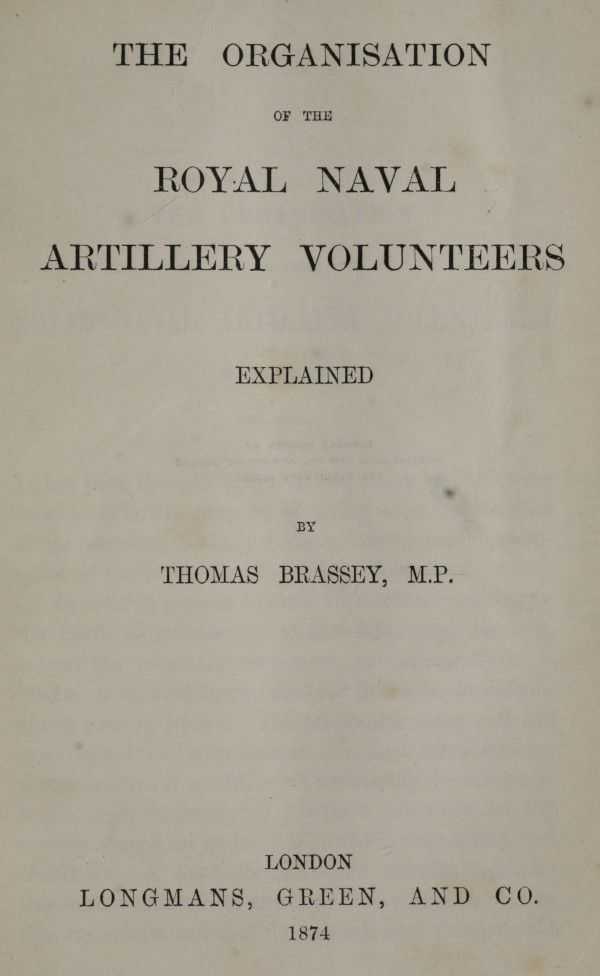 THE ORGANISATION
OF THE
ROYAL NAVAL
ARTILLERY VOLUNTEERS
EXPLAINED
BY
THOMAS BRASSEY, M.P.
LONDON
LONGMANS, GREEN, AND CO.
1874